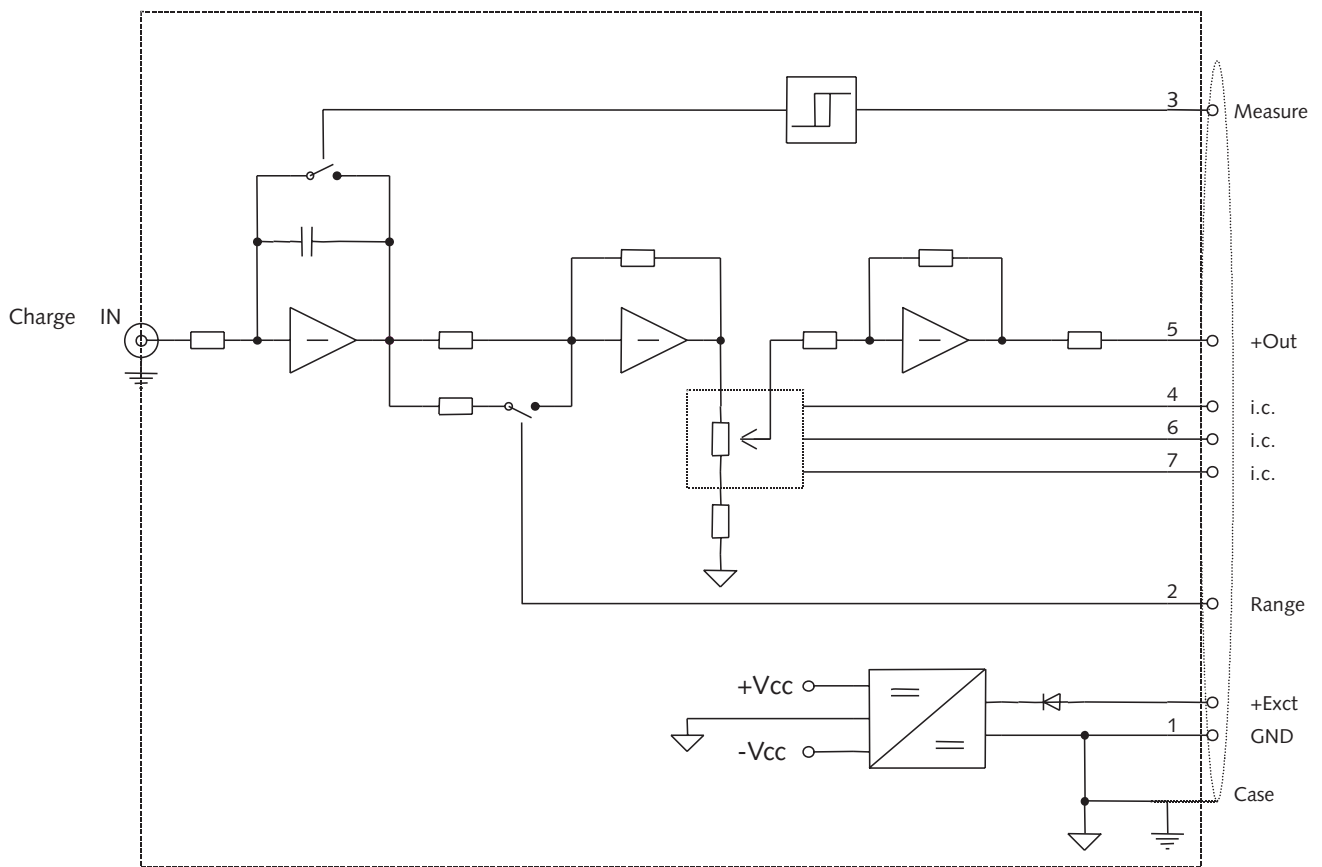 3
Measure
Charge IN
5
+Out
4
i.c.
6
i.c.
7
i.c.
2
Range
+Vcc
+Exct
1
GND
-Vcc
Case